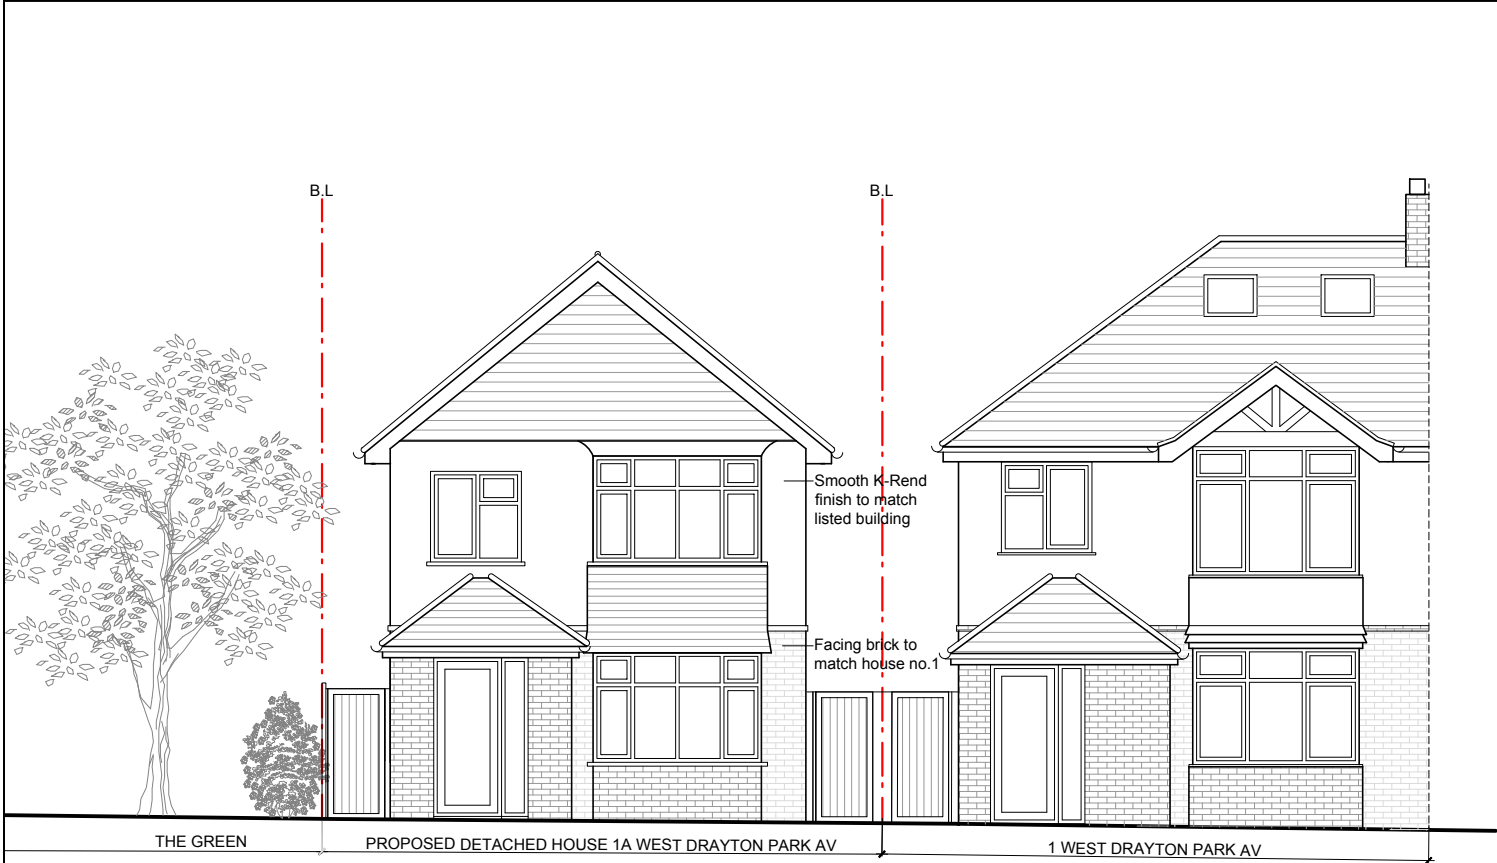 B.L
B.L
Smooth K-Rend
finish to match
listed building
Facing brick to
match house no.1
THE GREEN
PROPOSED DETACHED HOUSE 1A WEST DRAYTON PARK AV
1 WEST DRAYTON PARK AV